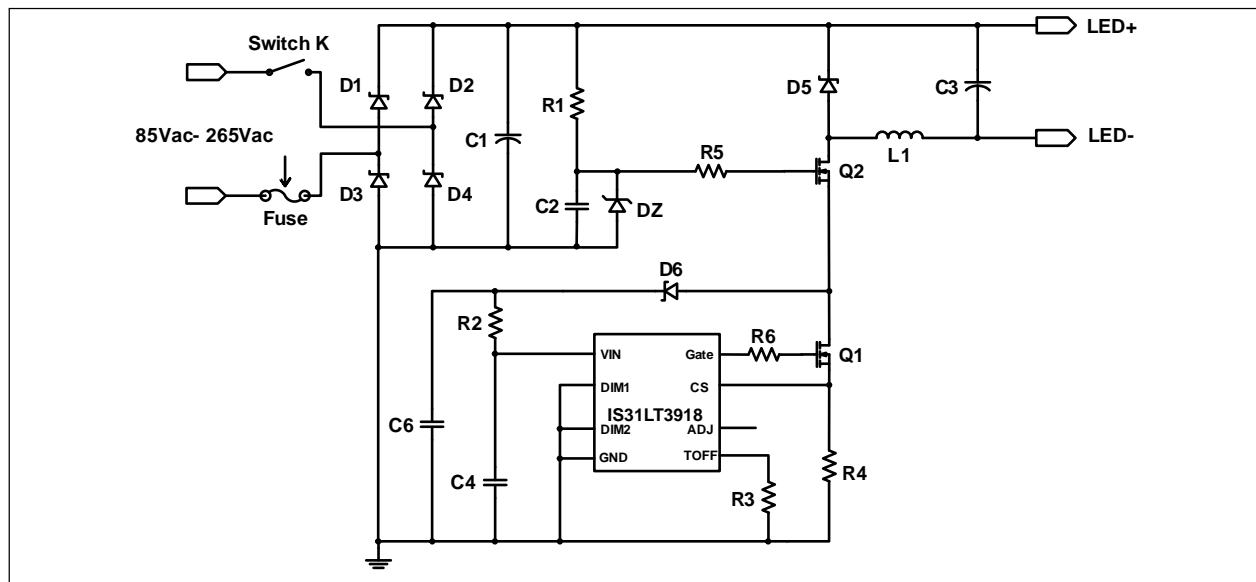 Switch K
LED+
D1
D2
D5
C3
R1
85Vac- 265Vac
C1
LED-
L1
R5
Q2
D3
D4
C2
DZ
Fuse
D6
R2
R6
VIN
Gate
Q1
DIM1
CS
IS31LT3918
C6
DIM2
ADJ
GND
TOFF
R4
C4
R3